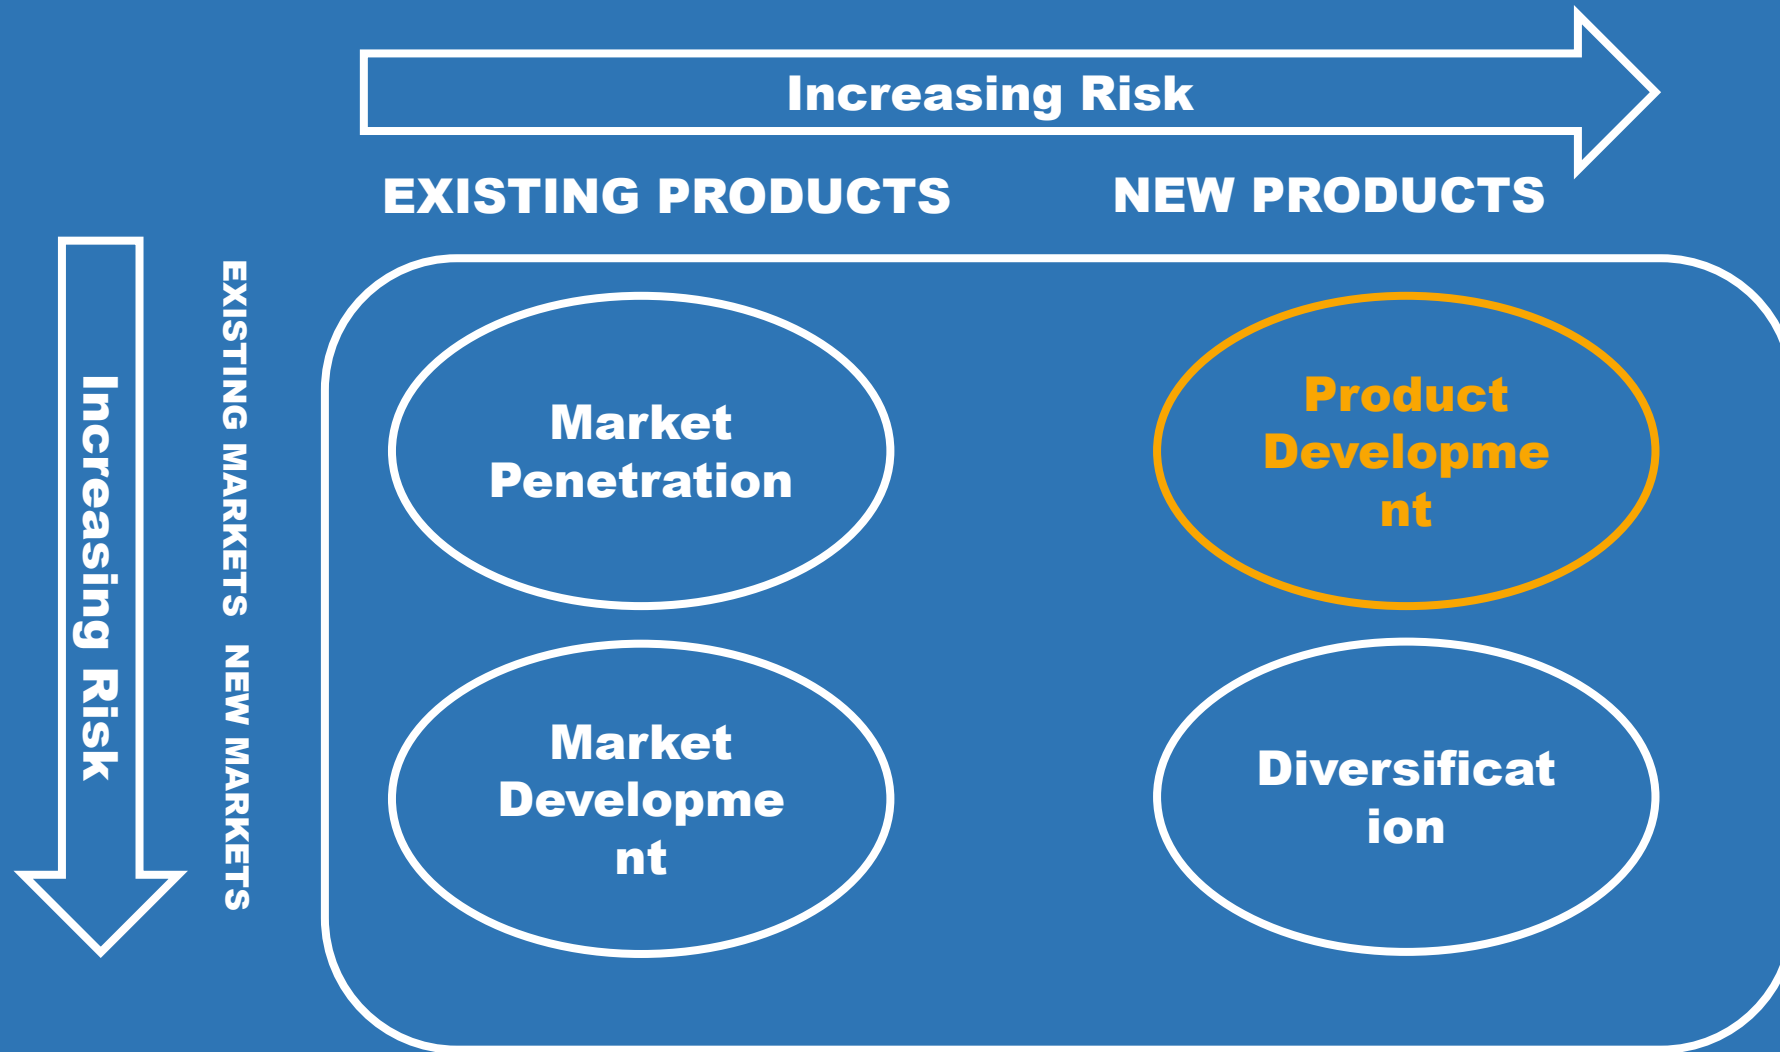 Increasing Risk
EXISTING PRODUCTS
NEW PRODUCTS
Increasing Risk
EXISTING MARKETS
NEW MARKETS
Market
Penetration
Product
Developme
nt
Market
Developme
nt
Diversificat
ion